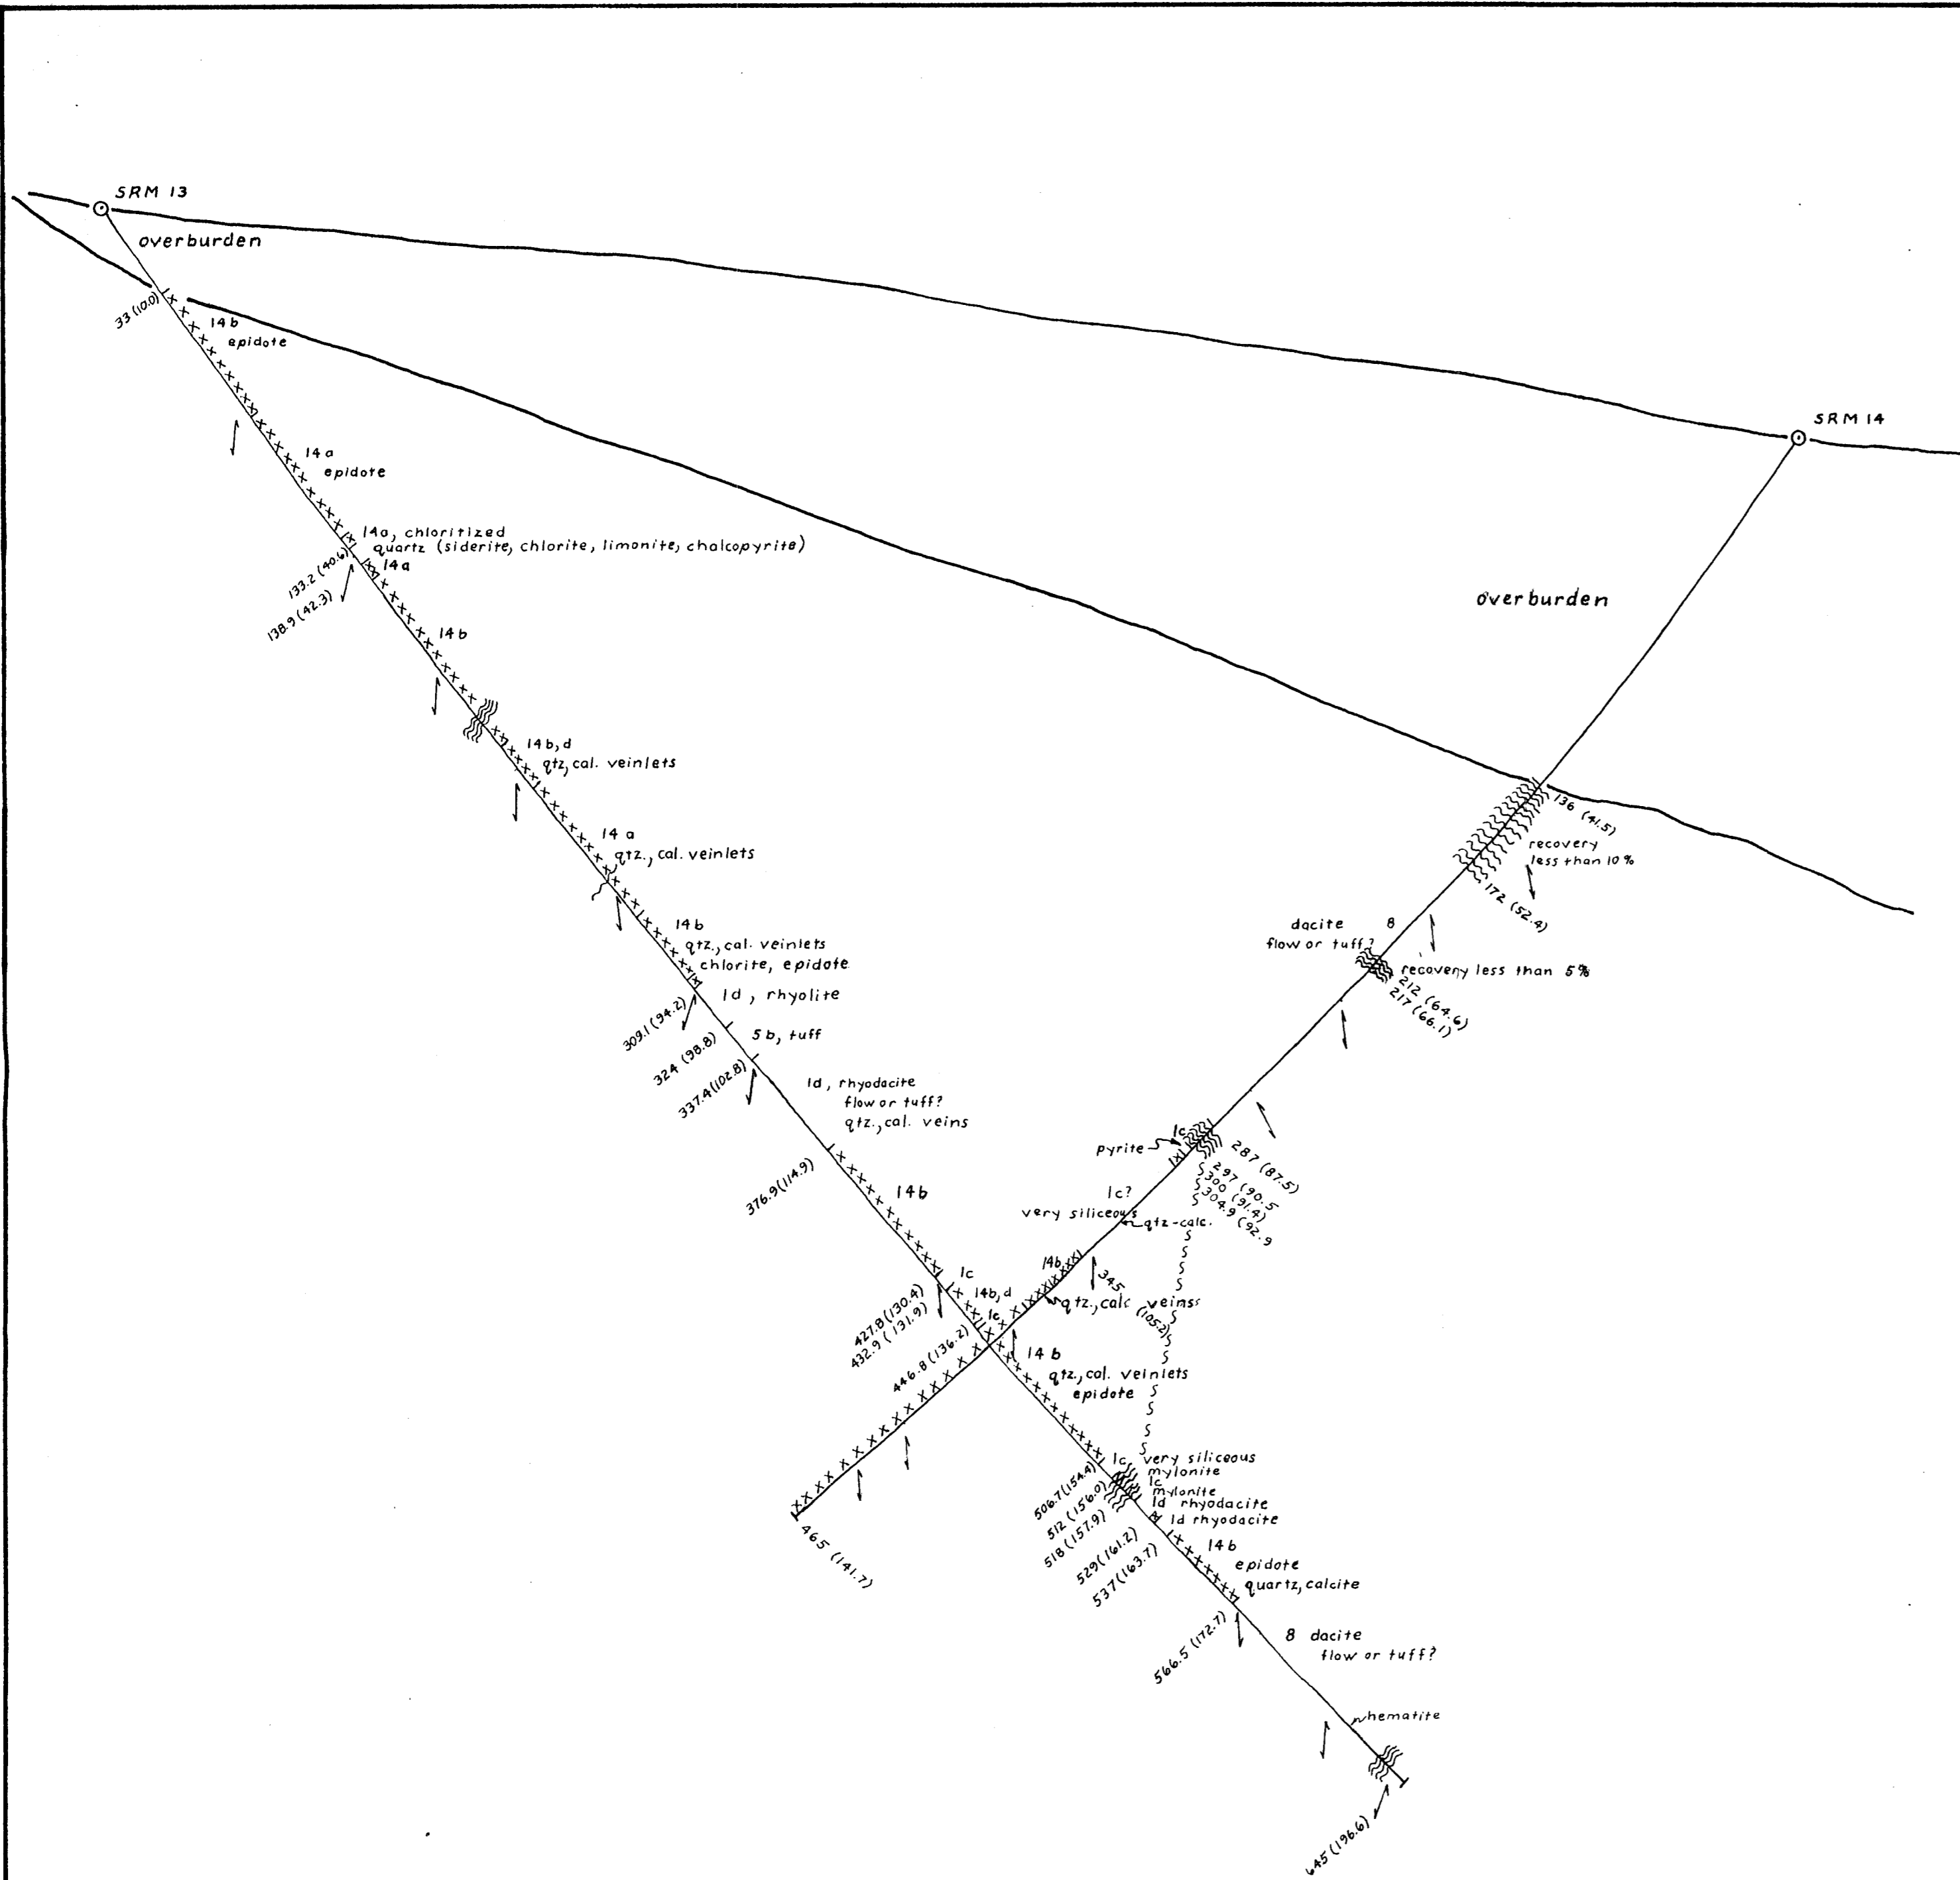 SRM 13
overburden
33 (10.0)
14b
epidote
14a
epidote
14a, chloritized
quartz (siderite, chlorite, limonite, chalcopyrite)
14a
133.2 (40.6)
138.9 (42.3)
14b
14b,d
qtz, cal. veinlets
14a
qtz., cal. veinlets
14b
qtz., cal. veinlets
chlorite, epidote
1d, rhyolite
309.1 (94.2)
5b, tuff
324 (98.8)
337.4 (102.8)
1d, rhyodacite
flow or tuff?
qtz., cal. veins
376.9 (114.9)
14b
1c
14b,d
1c
427.8 (130.4)
432.9 (131.9)
446.8 (136.2)
14b
qtz., cal. veinlets
epidote
1c very siliceous
mylonite
1c
mylonite
1d rhyodacite
1d rhyodacite
506.7 (154.4)
512 (156.0)
518 (157.9)
529 (161.2)
537 (163.7)
14b
epidote
quartz, calcite
566.5 (172.7)
8 dacite
flow or tuff?
hematite
645 (196.6)
SRM 14
overburden
136 (41.5)
recovery
less than 10%
172 (52.4)
dacite 8
flow or tuff?
recovery less than 5%
212 (64.6)
217 (66.1)
1c
pyrite
287 (87.5)
297 (90.5
300 (91.4)
304.9 (92.9
1c?
very siliceous
qtz-calc.
14b
345
(105.2)
qtz., calc veins
465 (141.7)